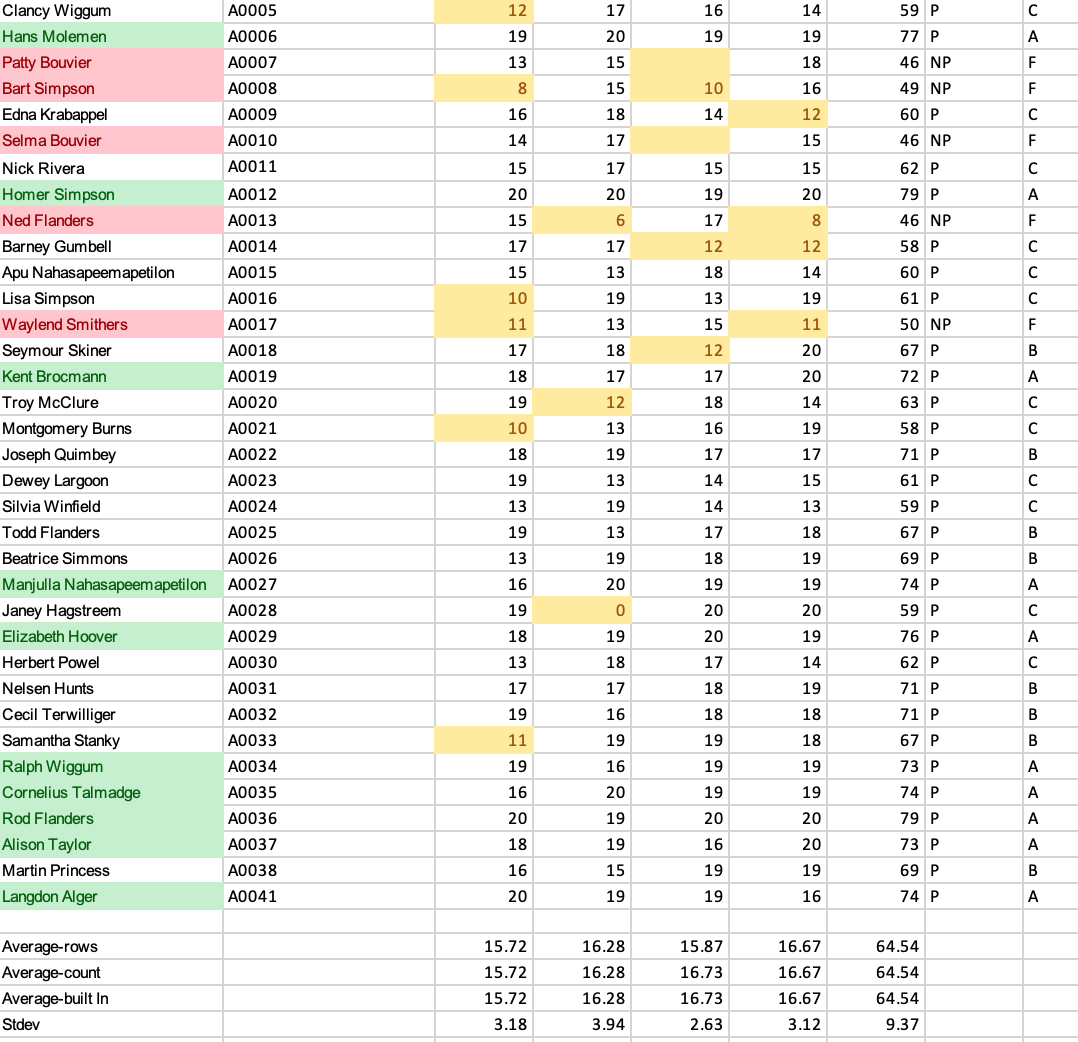 Clancy Wiggum A0005 12 17 16 14 59 P C
Hans Molemen A0006 19 20 19 19 77 P A
Patty Bouvier A0007 13 15 18 46 NP F
Bart Simpson A0008 8 15 10 16 49 NP F
Edna Krabappel A0009 16 18 14 12 60 P C
Selma Bouvier A0010 14 17 15 46 NP F
Nick Rivera A0011 15 17 15 15 62 P C
Homer Simpson A0012 20 20 19 20 79 P A
Ned Flanders A0013 15 6 17 8 46 NP F
Barney Gumbell A0014 17 17 12 12 58 P C
Apu Nahasapeemapetilon A0015 15 13 18 14 60 P C
Lisa Simpson A0016 10 19 13 19 61 P C
Waylend Smithers A0017 11 13 15 11 50 NP F
Seymour Skiner A0018 17 18 12 20 67 P B
Kent Brocmann A0019 18 17 17 20 72 P A
Troy McClure A0020 19 12 18 14 63 P C
Montgomery Burns A0021 10 13 16 19 58 P C
Joseph Quimbey A0022 18 19 17 17 71 P B
Dewey Largoon A0023 19 13 14 15 61 P C
Silvia Winfield A0024 13 19 14 13 59 P C
Todd Flanders A0025 19 13 17 18 67 P B
Beatrice Simmons A0026 13 19 18 19 69 P B
Manjulla Nahasapeemapetilon A0027 16 20 19 19 74 P A
Janey Hagstreem A0028 19 0 20 20 59 P C
Elizabeth Hoover A0029 18 19 20 19 76 P A
Herbert Powel A0030 13 18 17 14 62 P C
Nelsen Hunts A0031 17 17 18 19 71 P B
Cecil Terwilliger A0032 19 16 18 18 71 P B
Samantha Stanky A0033 11 19 19 18 67 P B
Ralph Wiggum A0034 19 16 19 19 73 P A
Cornelius Talmadge A0035 16 20 19 19 74 P A
Rod Flanders A0036 20 19 20 20 79 P A
Alison Taylor A0037 18 19 16 20 73 P A
Martin Princess A0038 16 15 19 19 69 P B
Langdon Alger A0041 20 19 19 16 74 P A
Average-rows 15.72 16.28 15.87 16.67 64.54
Average-count 15.72 16.28 16.73 16.67 64.54
Average-built In 15.72 16.28 16.73 16.67 64.54
Stdev 3.18 3.94 2.63 3.12 9.37